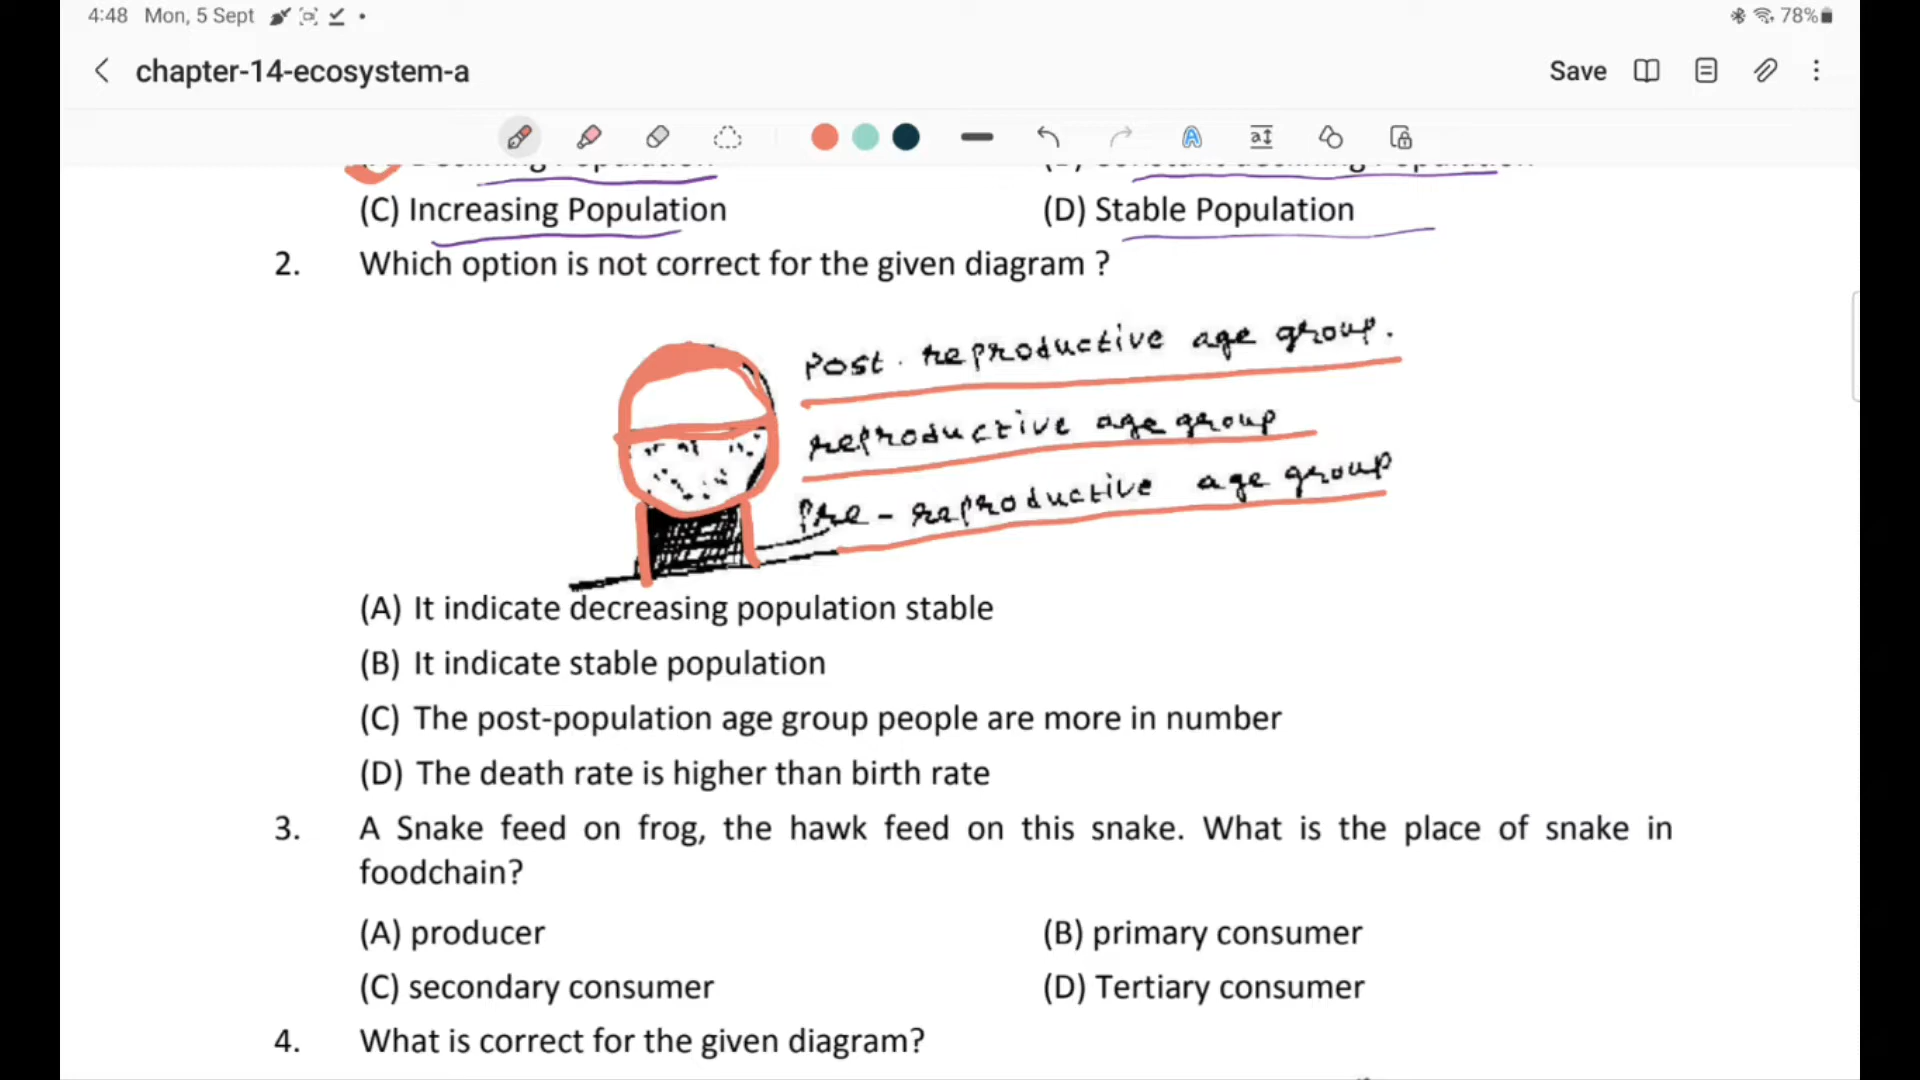 4:48 Mon, 5 Sept
78%
chapter-14-ecosystem-a
Save
Declining Population
Constant declining Population
(C) Increasing Population
(D) Stable Population
2. Which option is not correct for the given diagram ?
Post. reproductive age group.
reproductive age group
Pre - reproductive age group
(A) It indicate decreasing population stable
(B) It indicate stable population
(C) The post-population age group people are more in number
(D) The death rate is higher than birth rate
3. A Snake feed on frog, the hawk feed on this snake. What is the place of snake in
foodchain?
(A) producer
(B) primary consumer
(C) secondary consumer
(D) Tertiary consumer
4. What is correct for the given diagram?